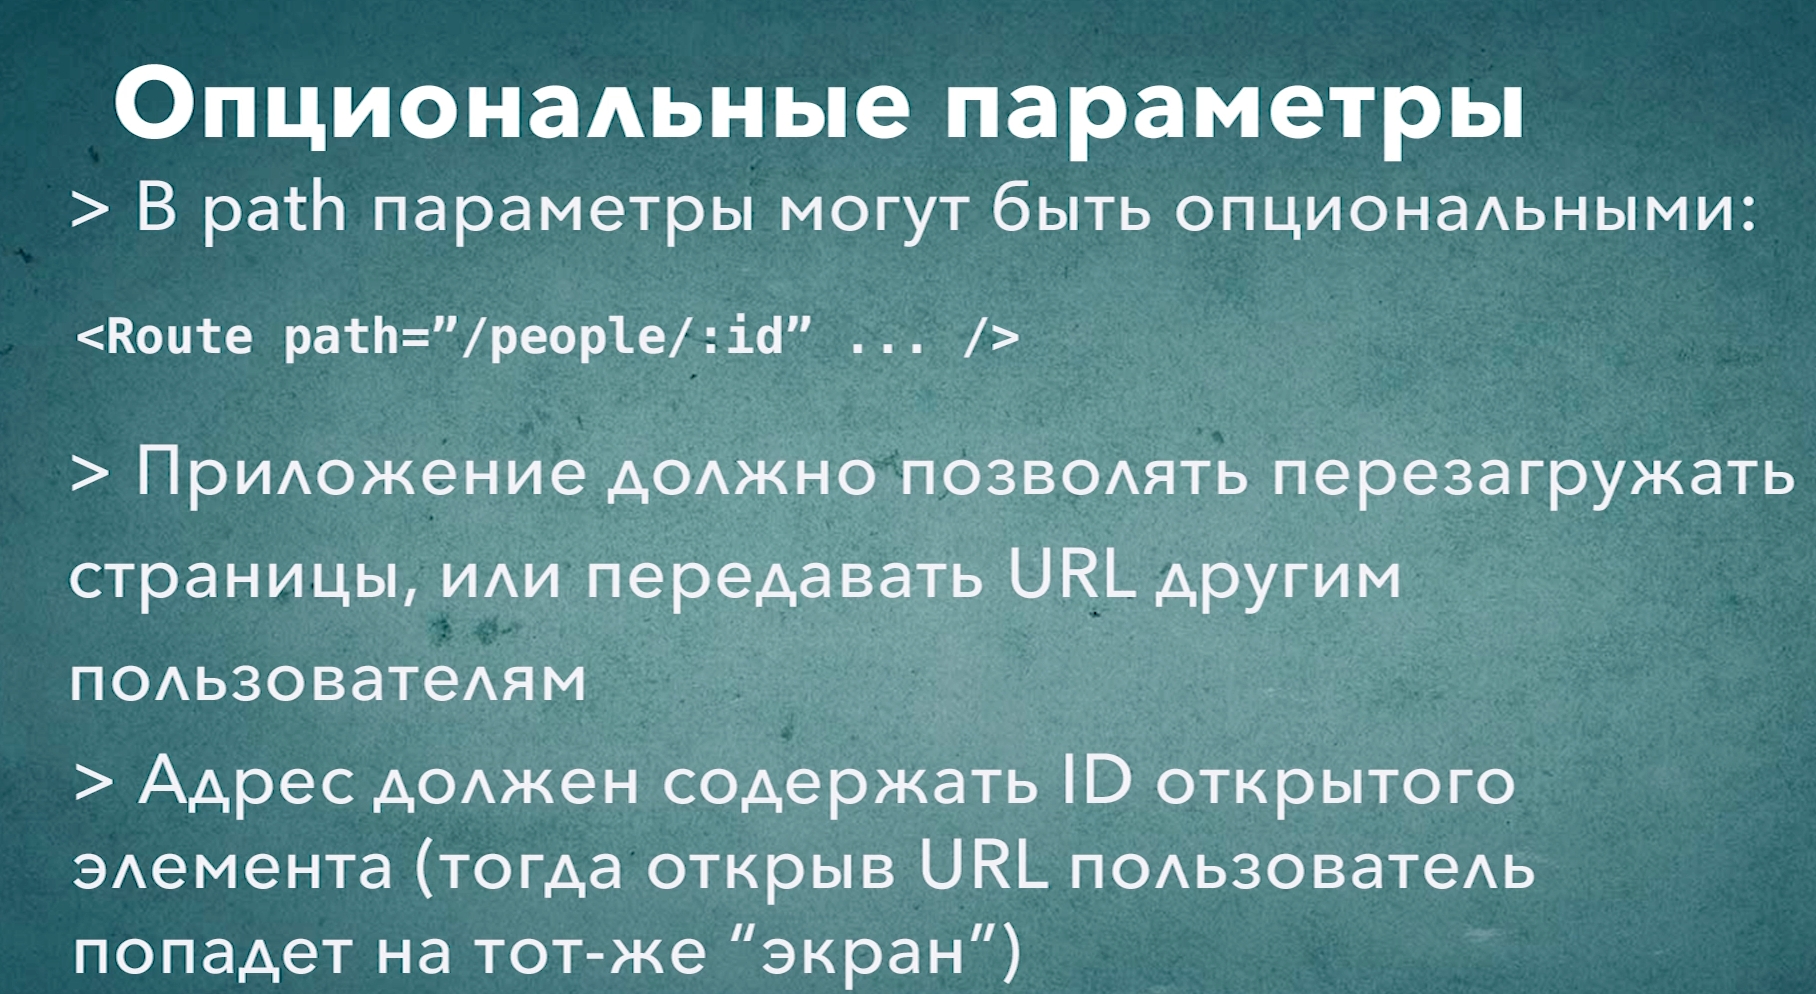 Опциональные параметры
> В path параметры могут быть опциональными:
<Route path=”/people/:id” ... />
> Приложение должно позволять перезагружать
страницы, или передавать URL другим
пользователям
> Адрес должен содержать ID открытого
элемента (тогда открыв URL пользователь
попадет на тот-же “экран”)